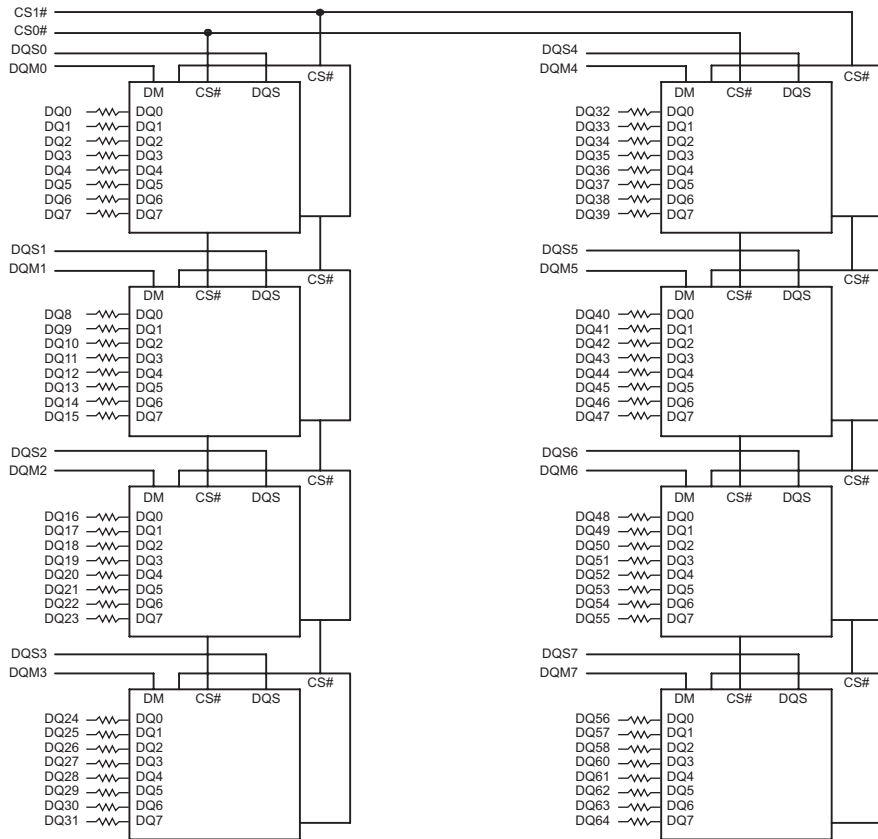 CS1#
CS0#
DQS0
DQM0
DM CS# DQS
CS#
DQ0 DQ0
DQ1 DQ1
DQ2 DQ2
DQ3 DQ3
DQ4 DQ4
DQ5 DQ5
DQ6 DQ6
DQ7 DQ7
DQS1
DQM1
DM CS# DQS
CS#
DQ8 DQ0
DQ9 DQ1
DQ10 DQ2
DQ11 DQ3
DQ12 DQ4
DQ13 DQ5
DQ14 DQ6
DQ15 DQ7
DQS2
DQM2
DM CS# DQS
CS#
DQ16 DQ0
DQ17 DQ1
DQ18 DQ2
DQ19 DQ3
DQ20 DQ4
DQ21 DQ5
DQ22 DQ6
DQ23 DQ7
DQS3
DQM3
DM CS# DQS
CS#
DQ24 DQ0
DQ25 DQ1
DQ26 DQ2
DQ27 DQ3
DQ28 DQ4
DQ29 DQ5
DQ30 DQ6
DQ31 DQ7
DQS4
DQM4
DM CS# DQS
CS#
DQ32 DQ0
DQ33 DQ1
DQ34 DQ2
DQ35 DQ3
DQ36 DQ4
DQ37 DQ5
DQ38 DQ6
DQ39 DQ7
DQS5
DQM5
DM CS# DQS
CS#
DQ40 DQ0
DQ41 DQ1
DQ42 DQ2
DQ43 DQ3
DQ44 DQ4
DQ45 DQ5
DQ46 DQ6
DQ47 DQ7
DQS6
DQM6
DM CS# DQS
CS#
DQ48 DQ0
DQ49 DQ1
DQ50 DQ2
DQ51 DQ3
DQ52 DQ4
DQ53 DQ5
DQ54 DQ6
DQ55 DQ7
DQS7
DQM7
DM CS# DQS
CS#
DQ56 DQ0
DQ57 DQ1
DQ58 DQ2
DQ60 DQ3
DQ61 DQ4
DQ62 DQ5
DQ63 DQ6
DQ64 DQ7